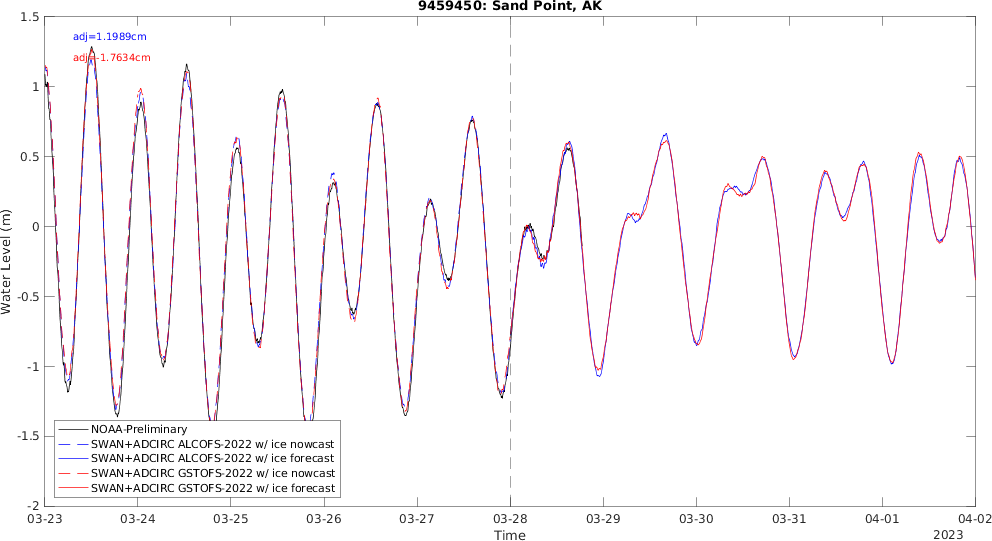 9459450: Sand Point, AK
adj=1.1989cm
adj=-1.7634cm
Water Level (m)
1.5
1
0.5
0
-0.5
-1
-1.5
-2
NOAA-Preliminary
SWAN+ADCIRC ALCOFS-2022 w/ ice nowcast
SWAN+ADCIRC ALCOFS-2022 w/ ice forecast
SWAN+ADCIRC GSTOFS-2022 w/ ice nowcast
SWAN+ADCIRC GSTOFS-2022 w/ ice forecast
03-23 03-24 03-25 03-26 03-27 03-28 03-29 03-30 03-31 04-01 04-02
Time
2023